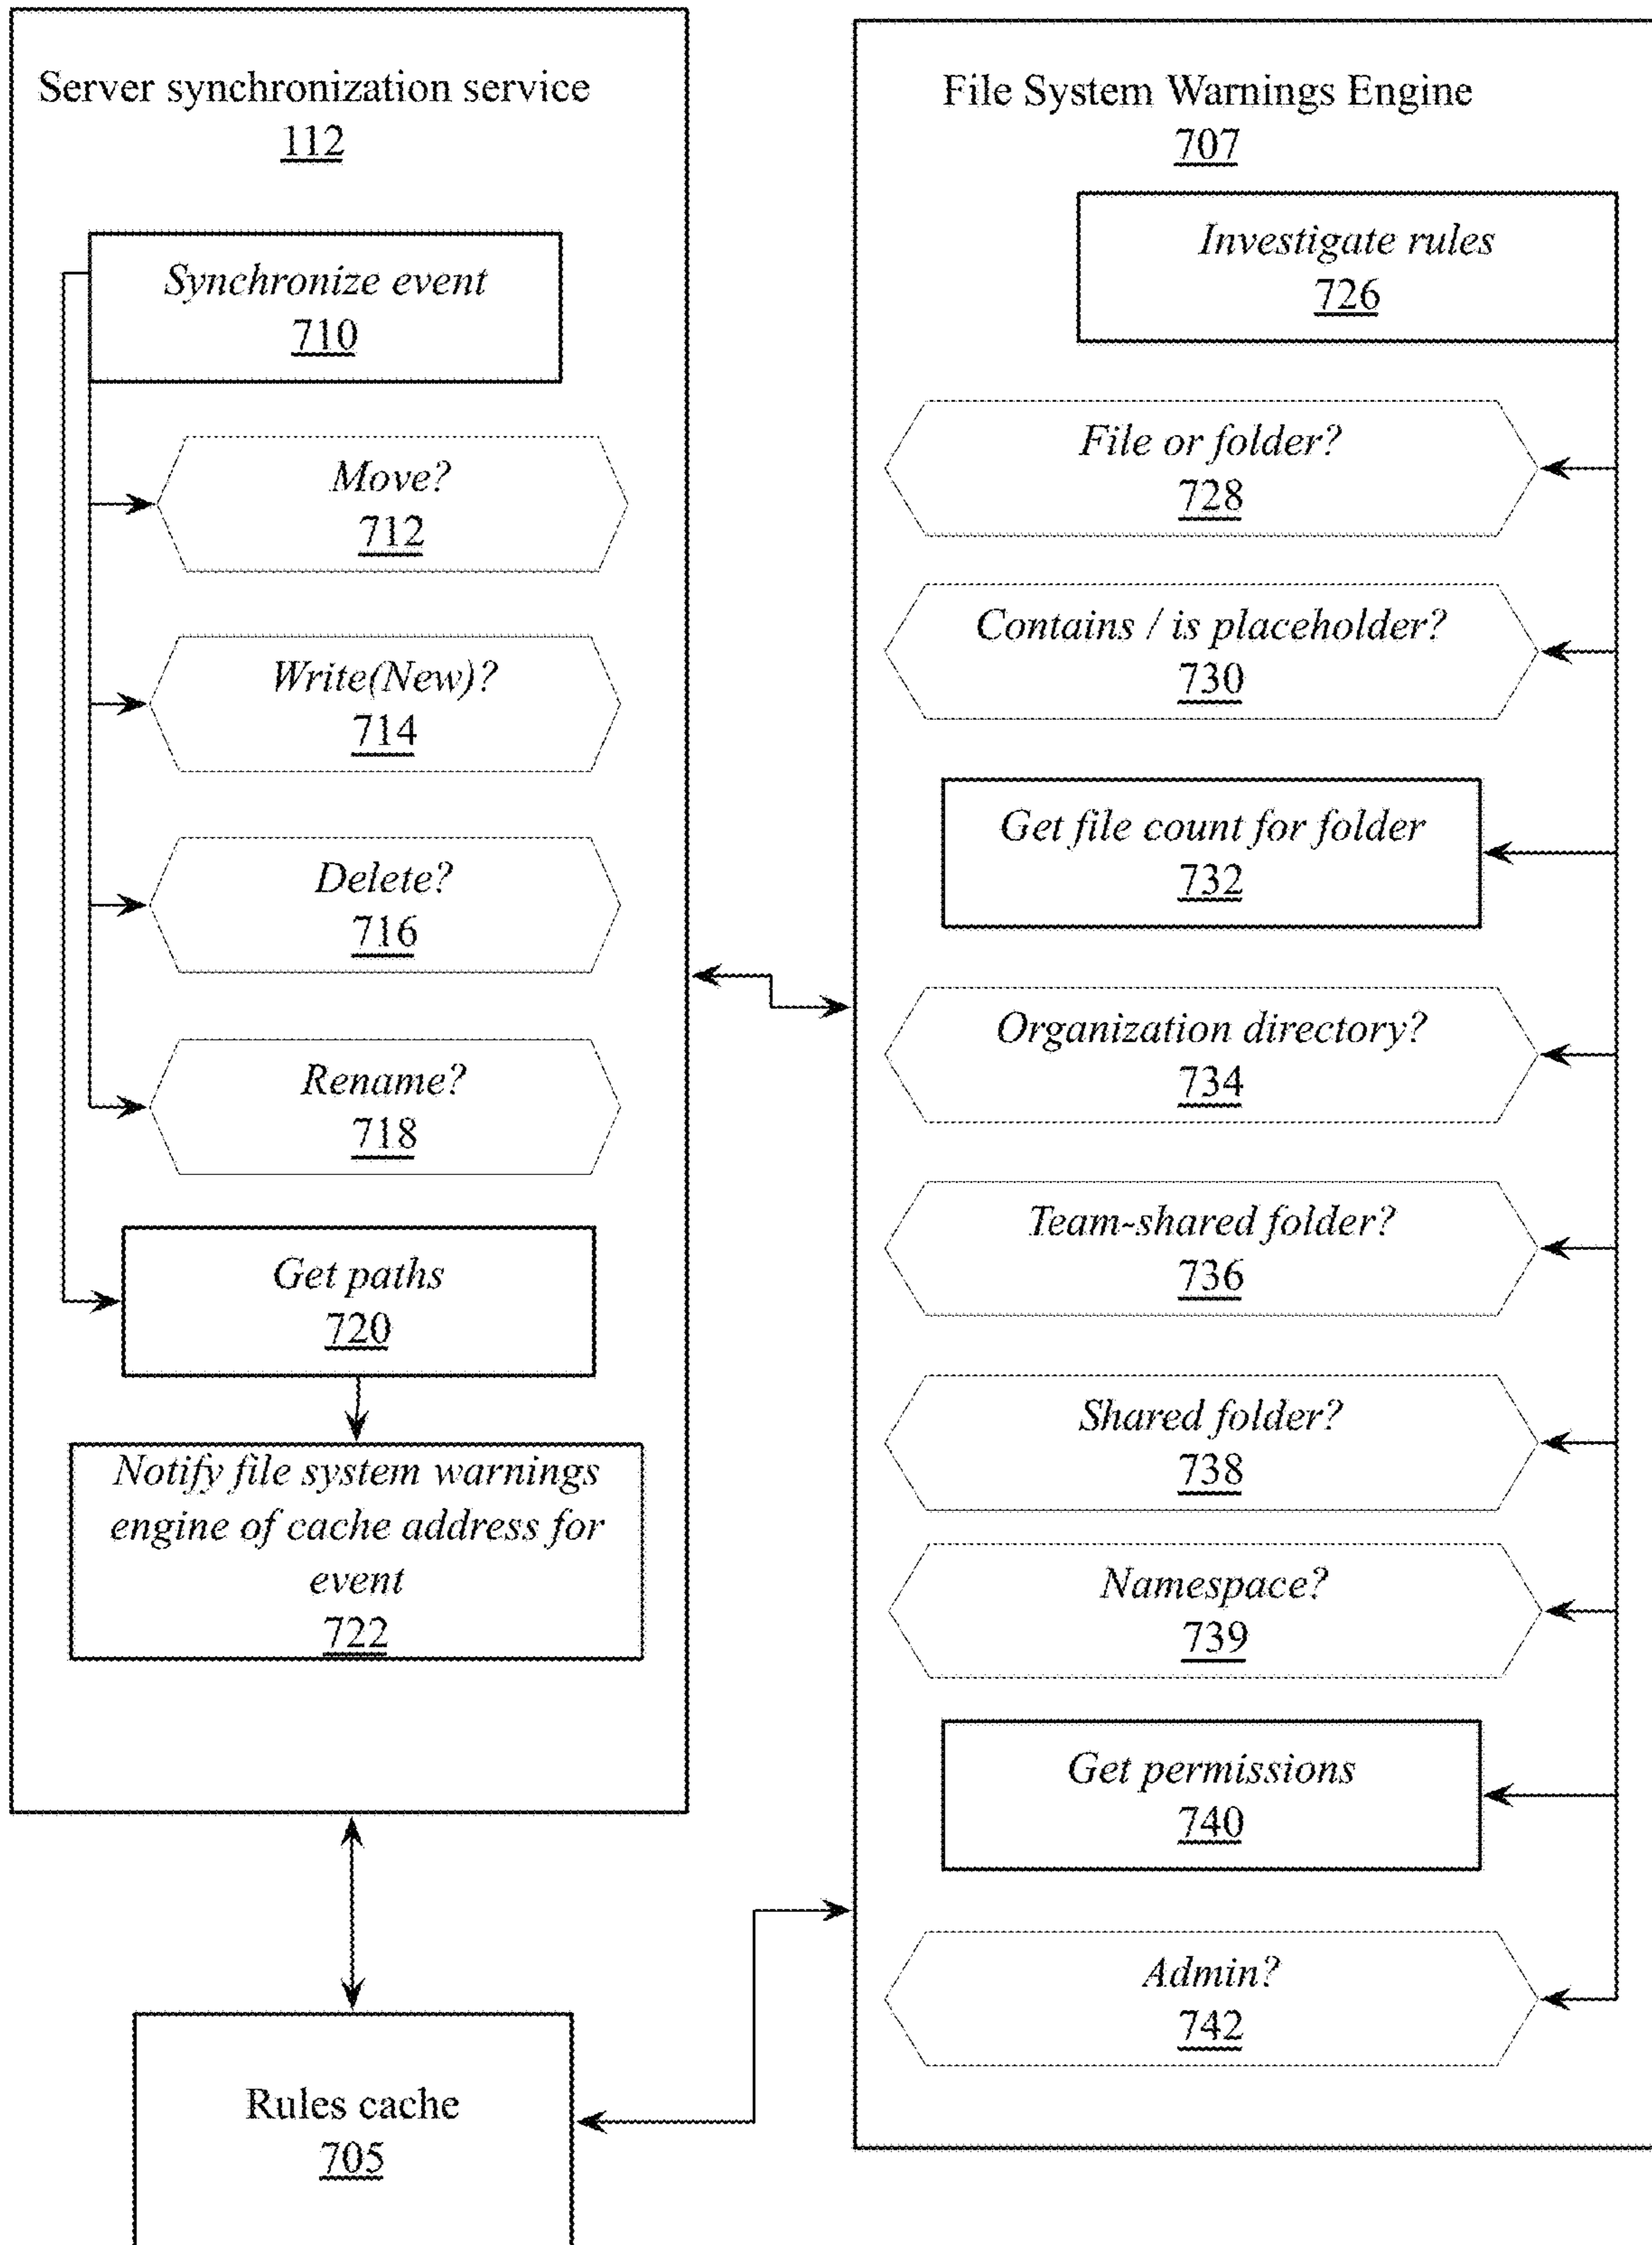 Server synchronization service
112
Synchronize event
710
Move?
712
Write(New)?
714
Delete?
716
Rename?
718
Get paths
720
Notify file system warnings
engine of cache address for
event
722
Rules cache
705
File System Warnings Engine
707
Investigate rules
726
File or folder?
728
Contains / is placeholder?
730
Get file count for folder
732
Organization directory?
734
Team-shared folder?
736
Shared folder?
738
Namespace?
739
Get permissions
740
Admin?
742